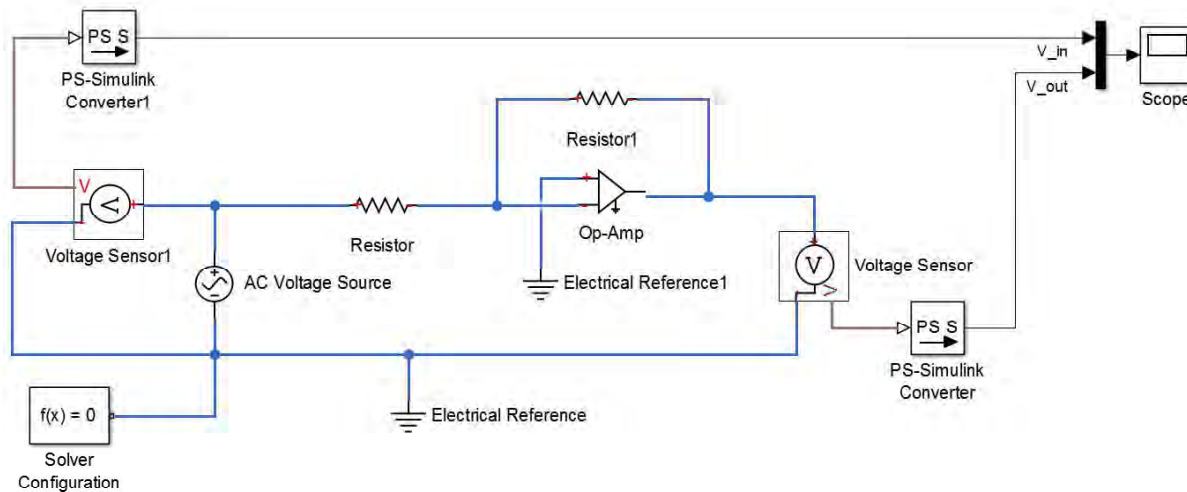 PS S
PS-Simulink
Converter1
V_in
V_out
Scope
Resistor1
V
Voltage Sensor1
Resistor
Op-Amp
AC Voltage Source
Electrical Reference1
V
Voltage Sensor
V
PS S
PS-Simulink
Converter
f(x) = 0
Electrical Reference
Solver
Configuration